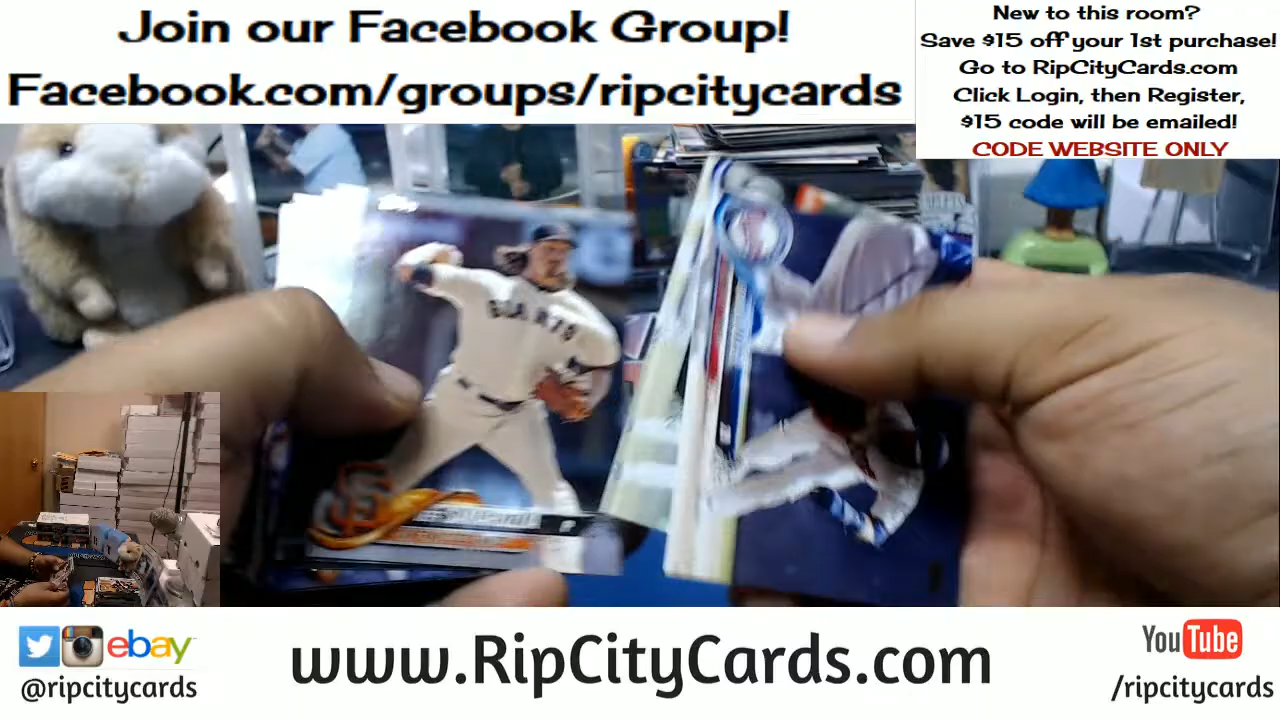 Join our Facebook Group!
Facebook.com/groups/ripcitycards
New to this room?
Save $15 off your 1st purchase!
Go to RipCityCards.com
Click Login, then Register,
$15 code will be emailed!
CODE WEBSITE ONLY
GIANTS
SF
P
ebay
@ripcitycards
www.RipCityCards.com
YouTube
/ripcitycards